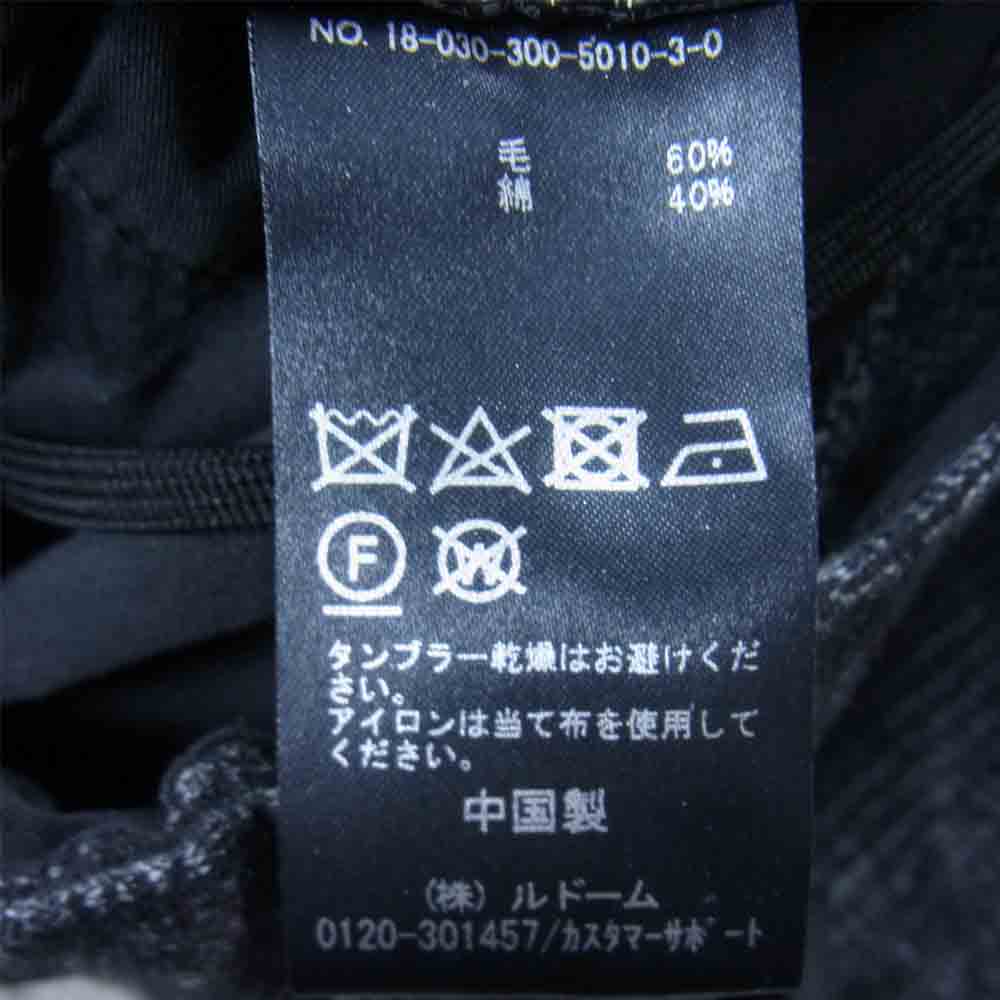 NO. 18-030-300-5010-3-0
毛 60%
綿 40%
F
W
タンブラー乾燥はお避けくだ
さい。
アイロンは当て布を使用して
ください。
中国製
(株) ルドーム
0120-301457/カスタマーサポート